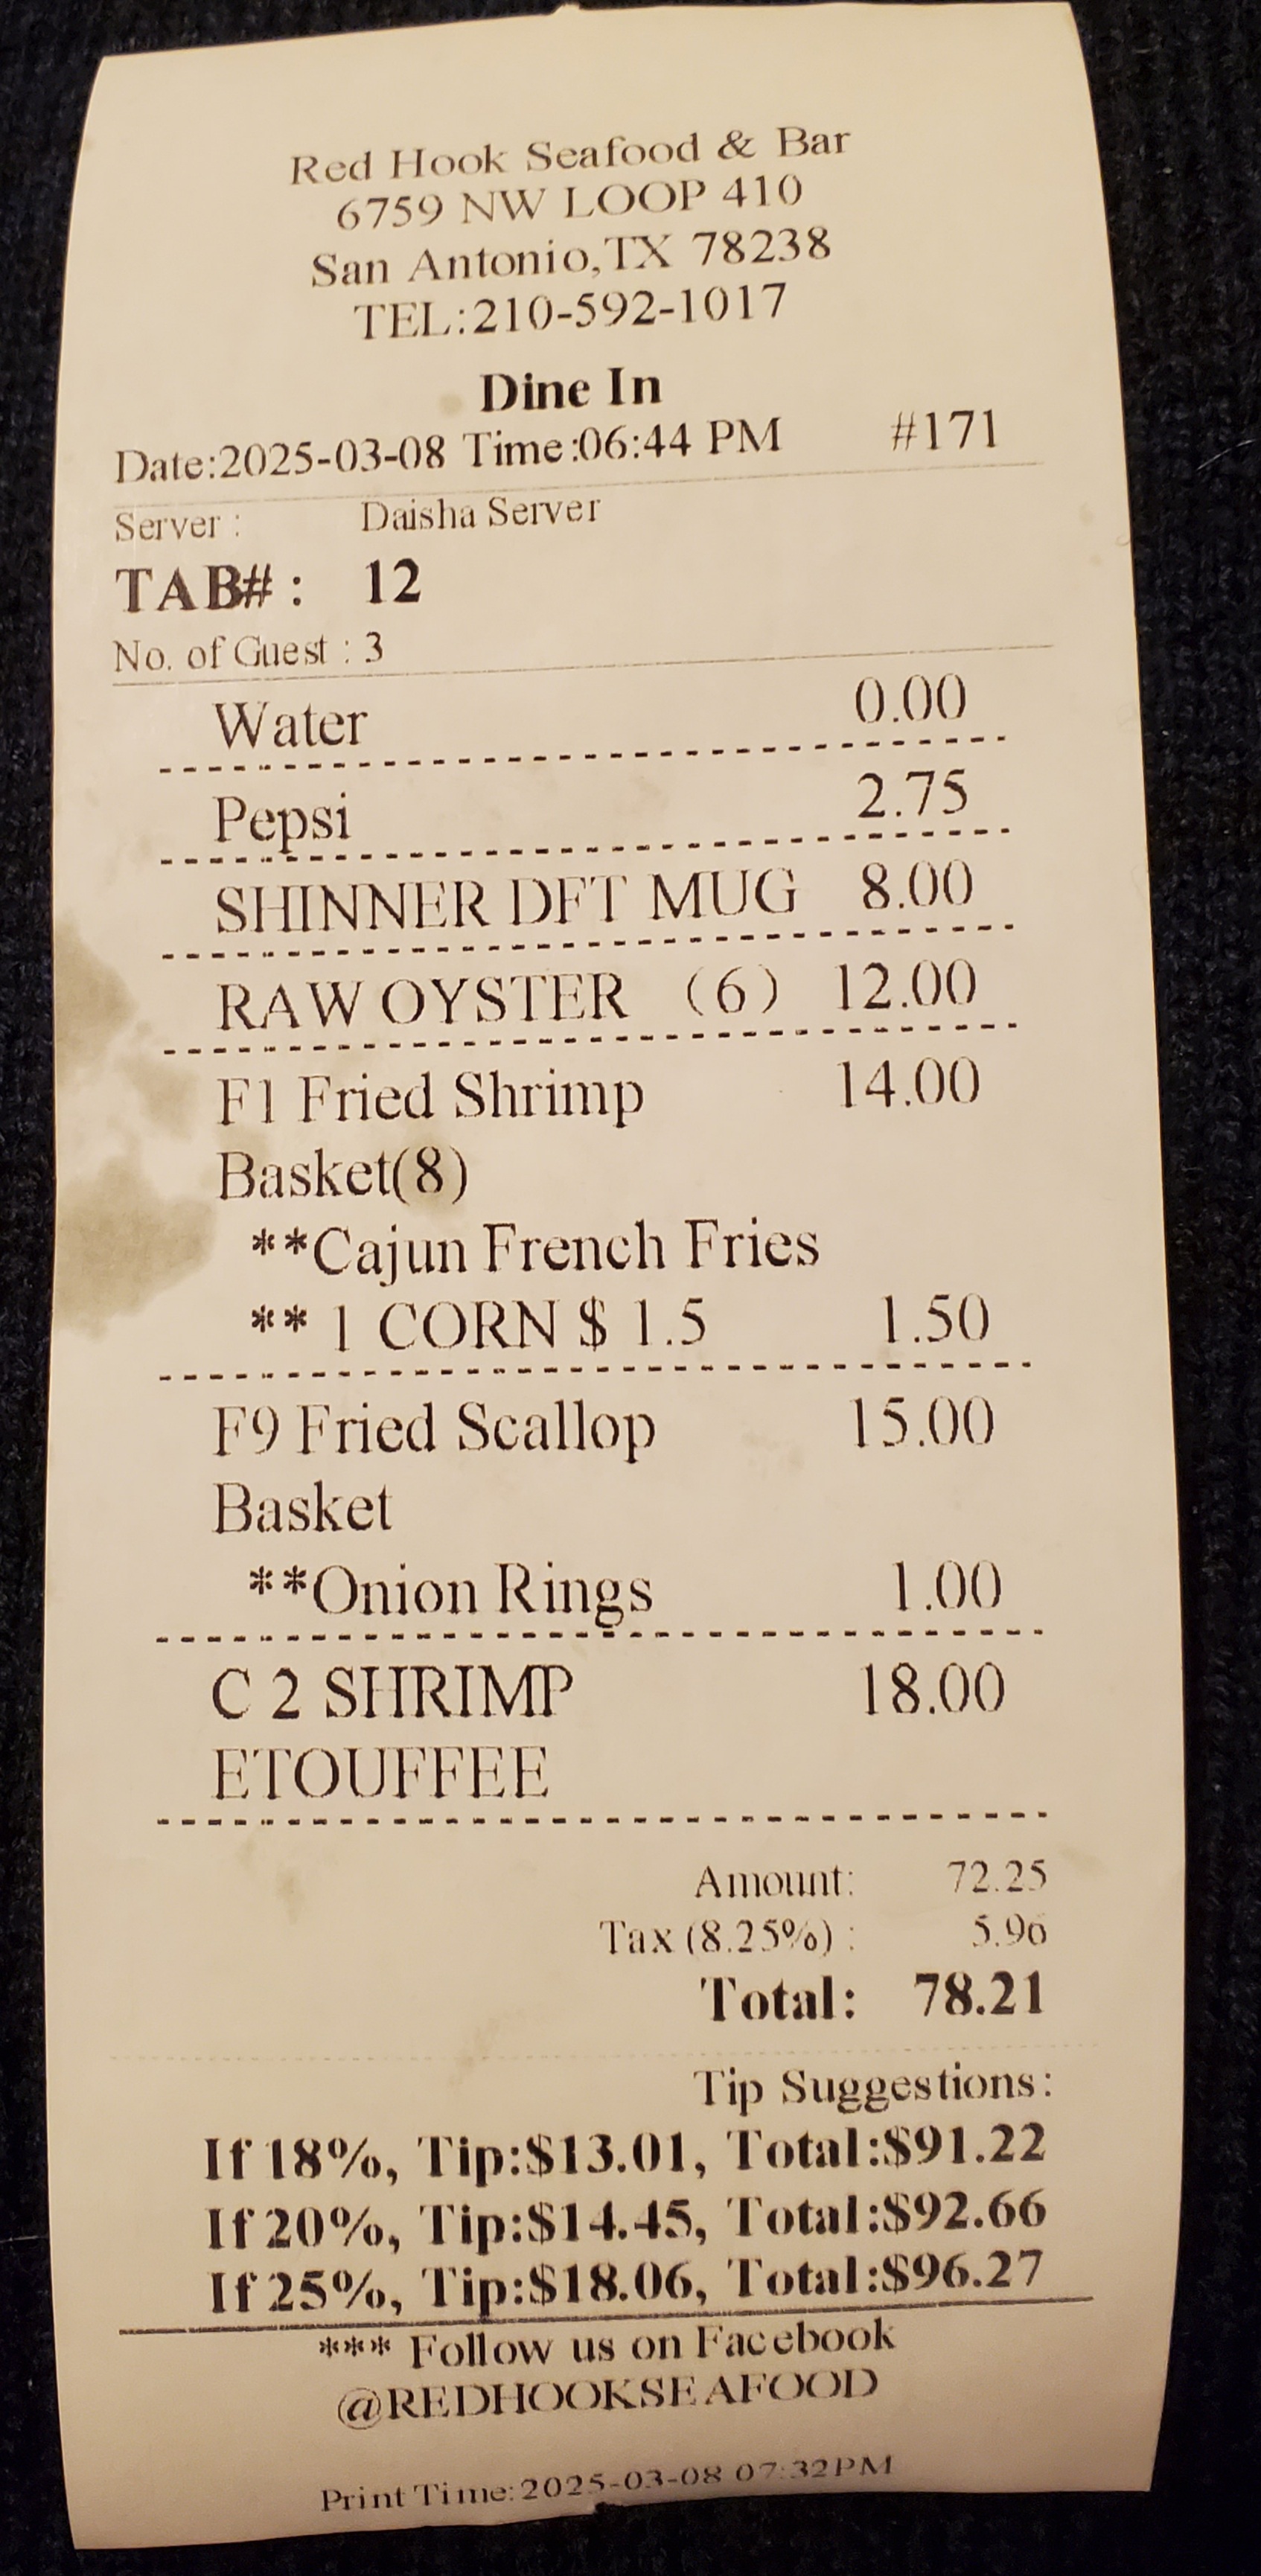 Red Hook Seafood & Bar
6759 NW LOOP 410
San Antonio,TX 78238
TEL:210-592-1017
Dine In
Date:2025-03-08 Time:06:44 PM #171
Server : Daisha Server
TAB# : 12
No. of Guest : 3
Water 0.00
Pepsi 2.75
SHINNER DFT MUG 8.00
RAW OYSTER (6) 12.00
F1 Fried Shrimp 14.00
Basket(8)
**Cajun French Fries
** 1 CORN $ 1.5 1.50
F9 Fried Scallop 15.00
Basket
**Onion Rings 1.00
C 2 SHRIMP 18.00
ETOUFFEE
Amount: 72.25
Tax (8.25%) : 5.96
Total: 78.21
Tip Suggestions:
If 18%, Tip:$13.01, Total:$91.22
If 20%, Tip:$14.45, Total:$92.66
If 25%, Tip:$18.06, Total:$96.27
*** Follow us on Facebook
@REDHOOKSEAFOOD
Print Time:2025-03-08 07:32PM